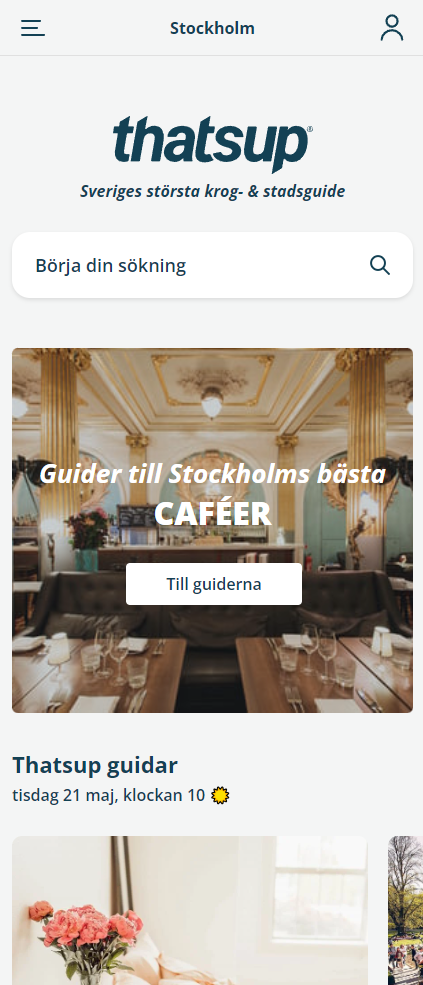 Stockholm
thatsup®
Sveriges största krog- & stadsguide
Börja din sökning
Guider till Stockholms bästa
CAFÉER
Till guiderna
Thatsup guidar
tisdag 21 maj, klockan 10